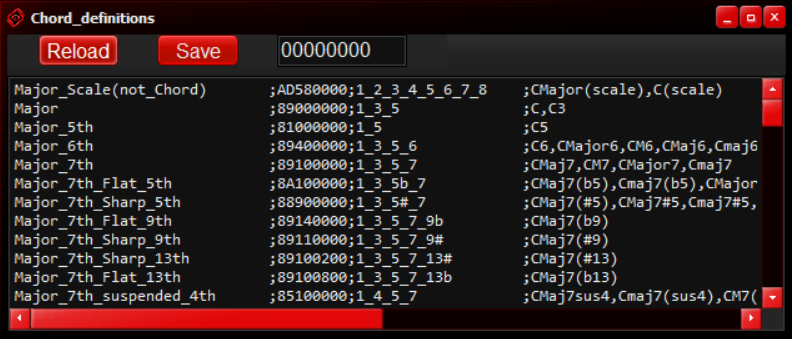 Chord_definitions
Reload Save 00000000
Major_Scale(not_Chord) ;AD580000;1_2_3_4_5_6_7_8 ;CMajor(scale),C(scale)
Major ;89000000;1_3_5 ;C,C3
Major_5th ;81000000;1_5 ;C5
Major_6th ;89400000;1_3_5_6 ;C6,CMajor6,CM6,CMaj6,Cmaj6
Major_7th ;89100000;1_3_5_7 ;CMaj7,CM7,CMajor7,Cmaj7
Major_7th_Flat_5th ;8A100000;1_3_5b_7 ;CMaj7(b5),Cmaj7(b5),CMajor
Major_7th_Sharp_5th ;88900000;1_3_5#_7 ;CMaj7(#5),CMaj7#5,Cmaj7#5,
Major_7th_Flat_9th ;89140000;1_3_5_7_9b ;CMaj7(b9)
Major_7th_Sharp_9th ;89110000;1_3_5_7_9# ;CMaj7(#9)
Major_7th_Sharp_13th ;89100200;1_3_5_7_13# ;CMaj7(#13)
Major_7th_Flat_13th ;89100800;1_3_5_7_13b ;CMaj7(b13)
Major_7th_suspended_4th ;85100000;1_4_5_7 ;CMaj7sus4,Cmaj7(sus4),CM7(